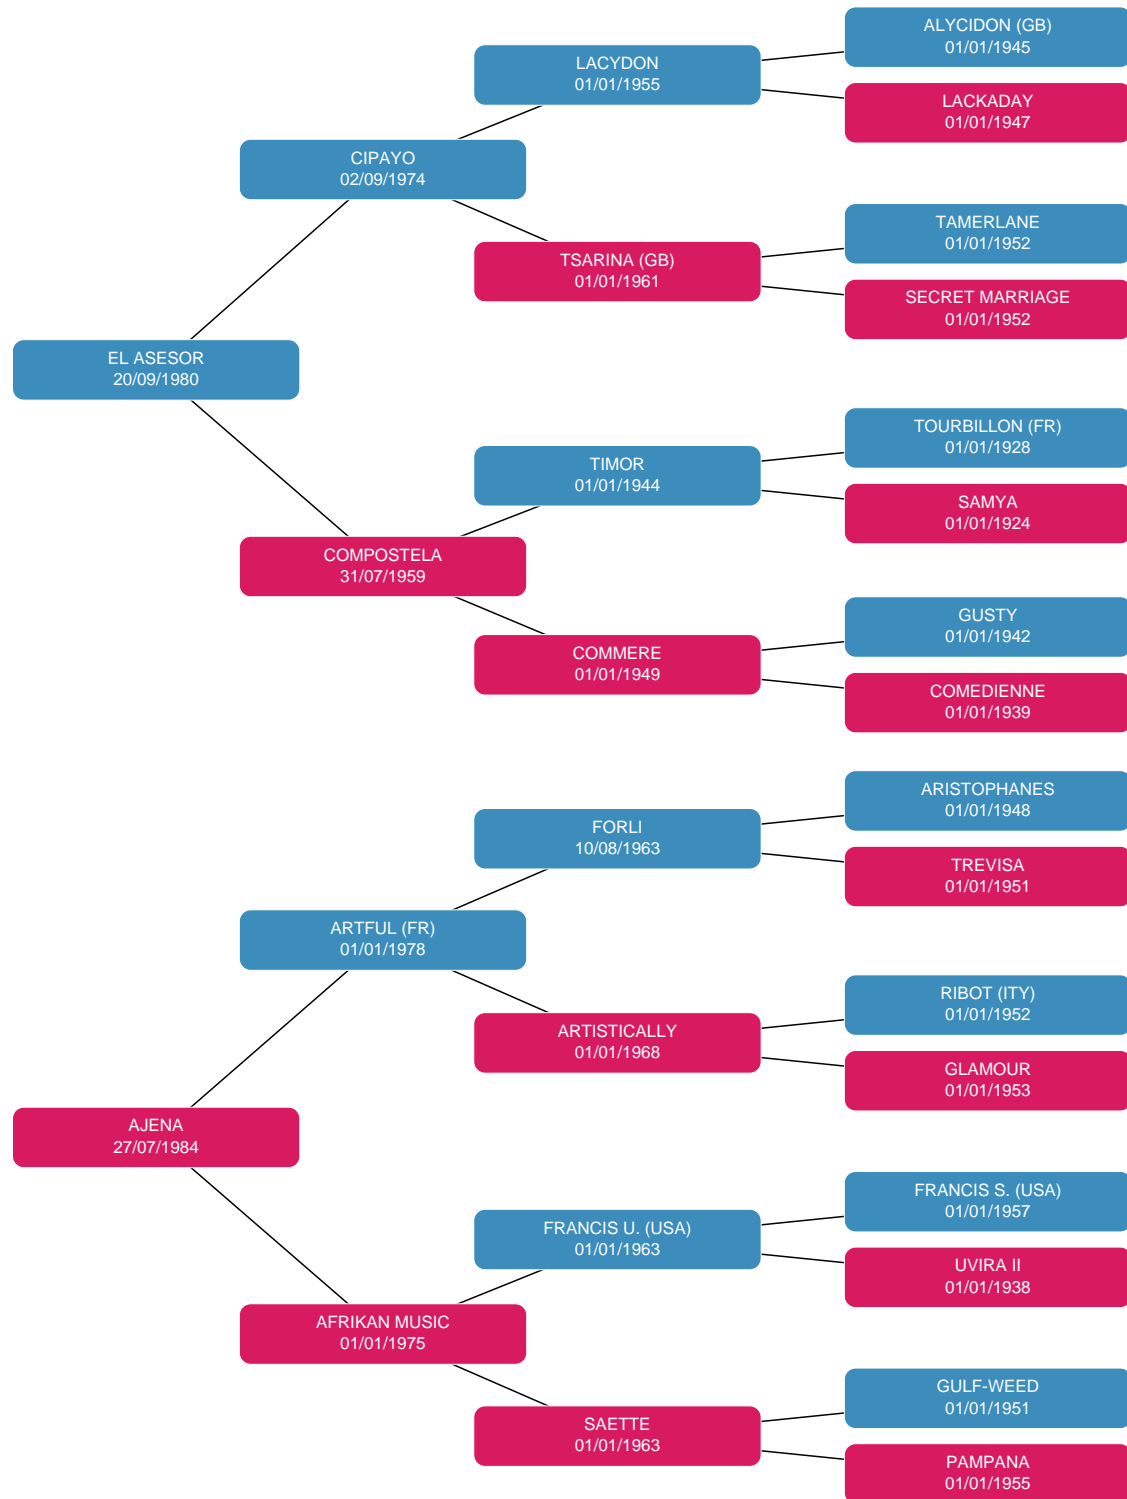 ALYCIDON (GB)
01/01/1945
LACYDON
01/01/1955
LACKADAY
01/01/1947
CIPAYO
02/09/1974
TAMERLANE
01/01/1952
TSARINA (GB)
01/01/1961
SECRET MARRIAGE
01/01/1952
EL ASESOR
20/09/1980
TOURBILLON (FR)
01/01/1928
TIMOR
01/01/1944
SAMYA
01/01/1924
COMPOSTELA
31/07/1959
GUSTY
01/01/1942
COMMERE
01/01/1949
COMEDIENNE
01/01/1939
ARISTOPHANES
01/01/1948
FORLI
10/08/1963
TREVISA
01/01/1951
ARTFUL (FR)
01/01/1978
RIBOT (ITY)
01/01/1952
ARTISTICALLY
01/01/1968
GLAMOUR
01/01/1953
AJENA
27/07/1984
FRANCIS S. (USA)
01/01/1957
FRANCIS U. (USA)
01/01/1963
UVIRA II
01/01/1938
AFRIKAN MUSIC
01/01/1975
GULF-WEED
01/01/1951
SAETTE
01/01/1963
PAMPANA
01/01/1955